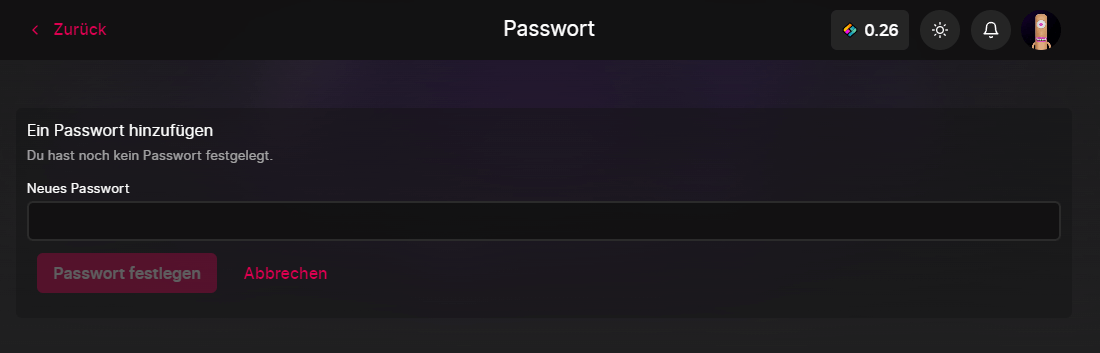 Zurück
Passwort
0.26
Ein Passwort hinzufügen
Du hast noch kein Passwort festgelegt.
Neues Passwort
Passwort festlegen
Abbrechen